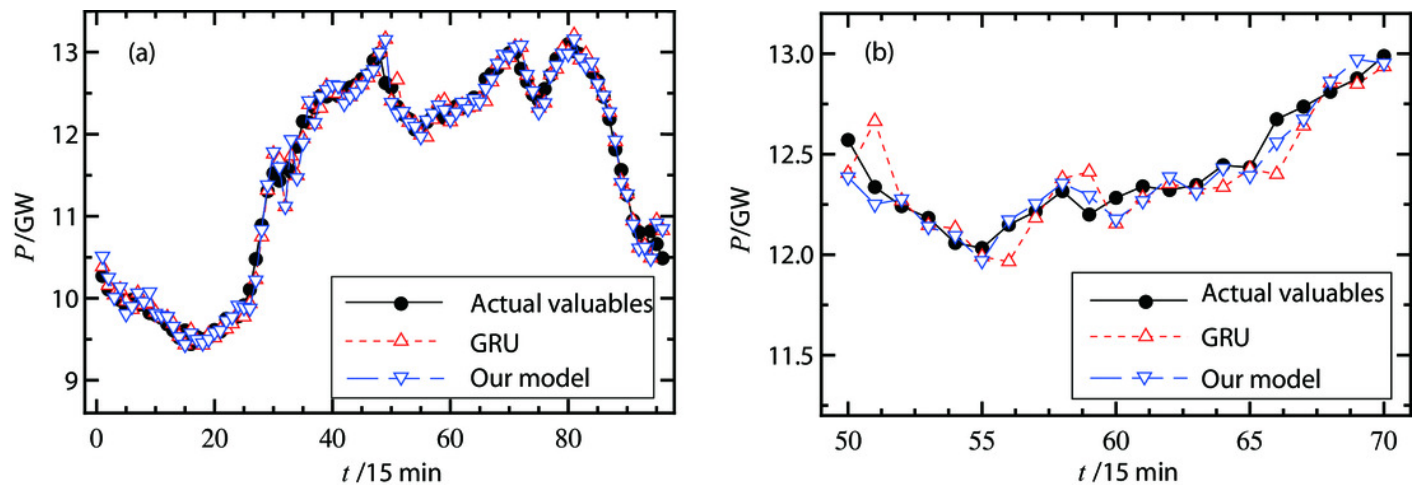 (a)
P/GW
13
12
11
10
9
Actual valuables
GRU
Our model
0 20 40 60 80
t /15 min
(b)
P/GW
13.0
12.5
12.0
11.5
Actual valuables
GRU
Our model
50 55 60 65 70
t /15 min